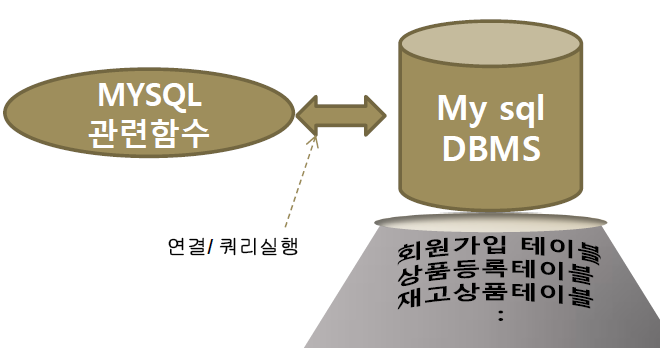 MYSQL
관련함수
My sql
DBMS
연결/ 쿼리실행
회원가입 테이블
상품등록테이블
재고상품테이블
: